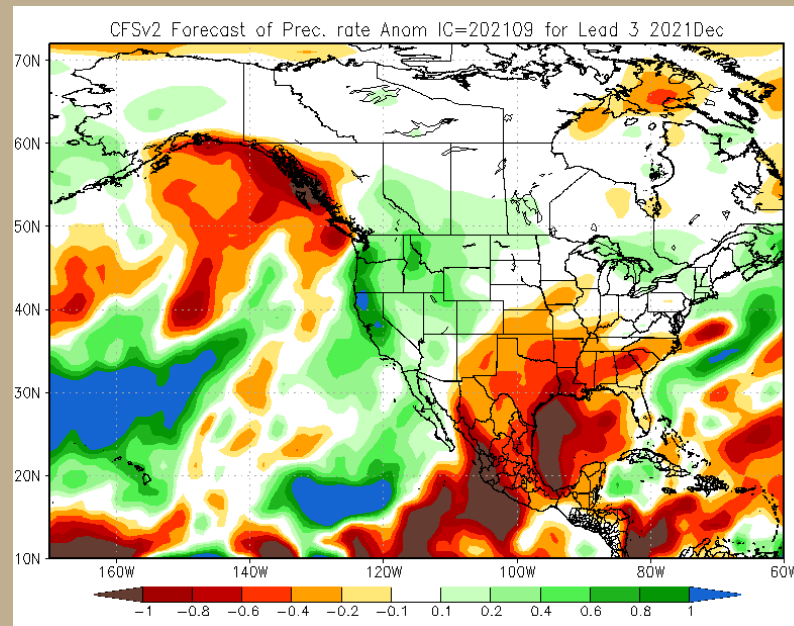 CFSv2 Forecast of Prec. rate Anom IC=202109 for Lead 3 2021Dec
70N
60N
50N
40N
30N
20N
10N
160W 140W 120W 100W 80W 60W
-1 -0.8 -0.6 -0.4 -0.2 -0.1 0.1 0.2 0.4 0.6 0.8 1